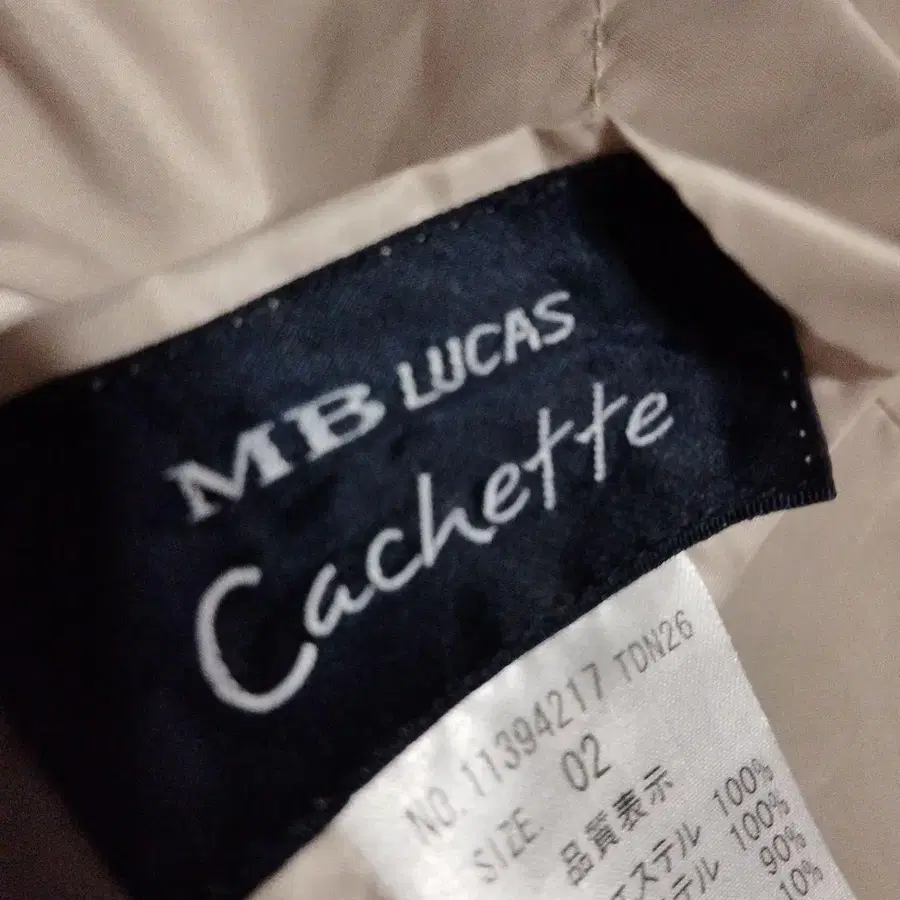 MB LUCAS
Cachette
NO. 11394217 TDN26
SIZE. 02
品質表示
エステル 100%
テル 100%
90%
10%